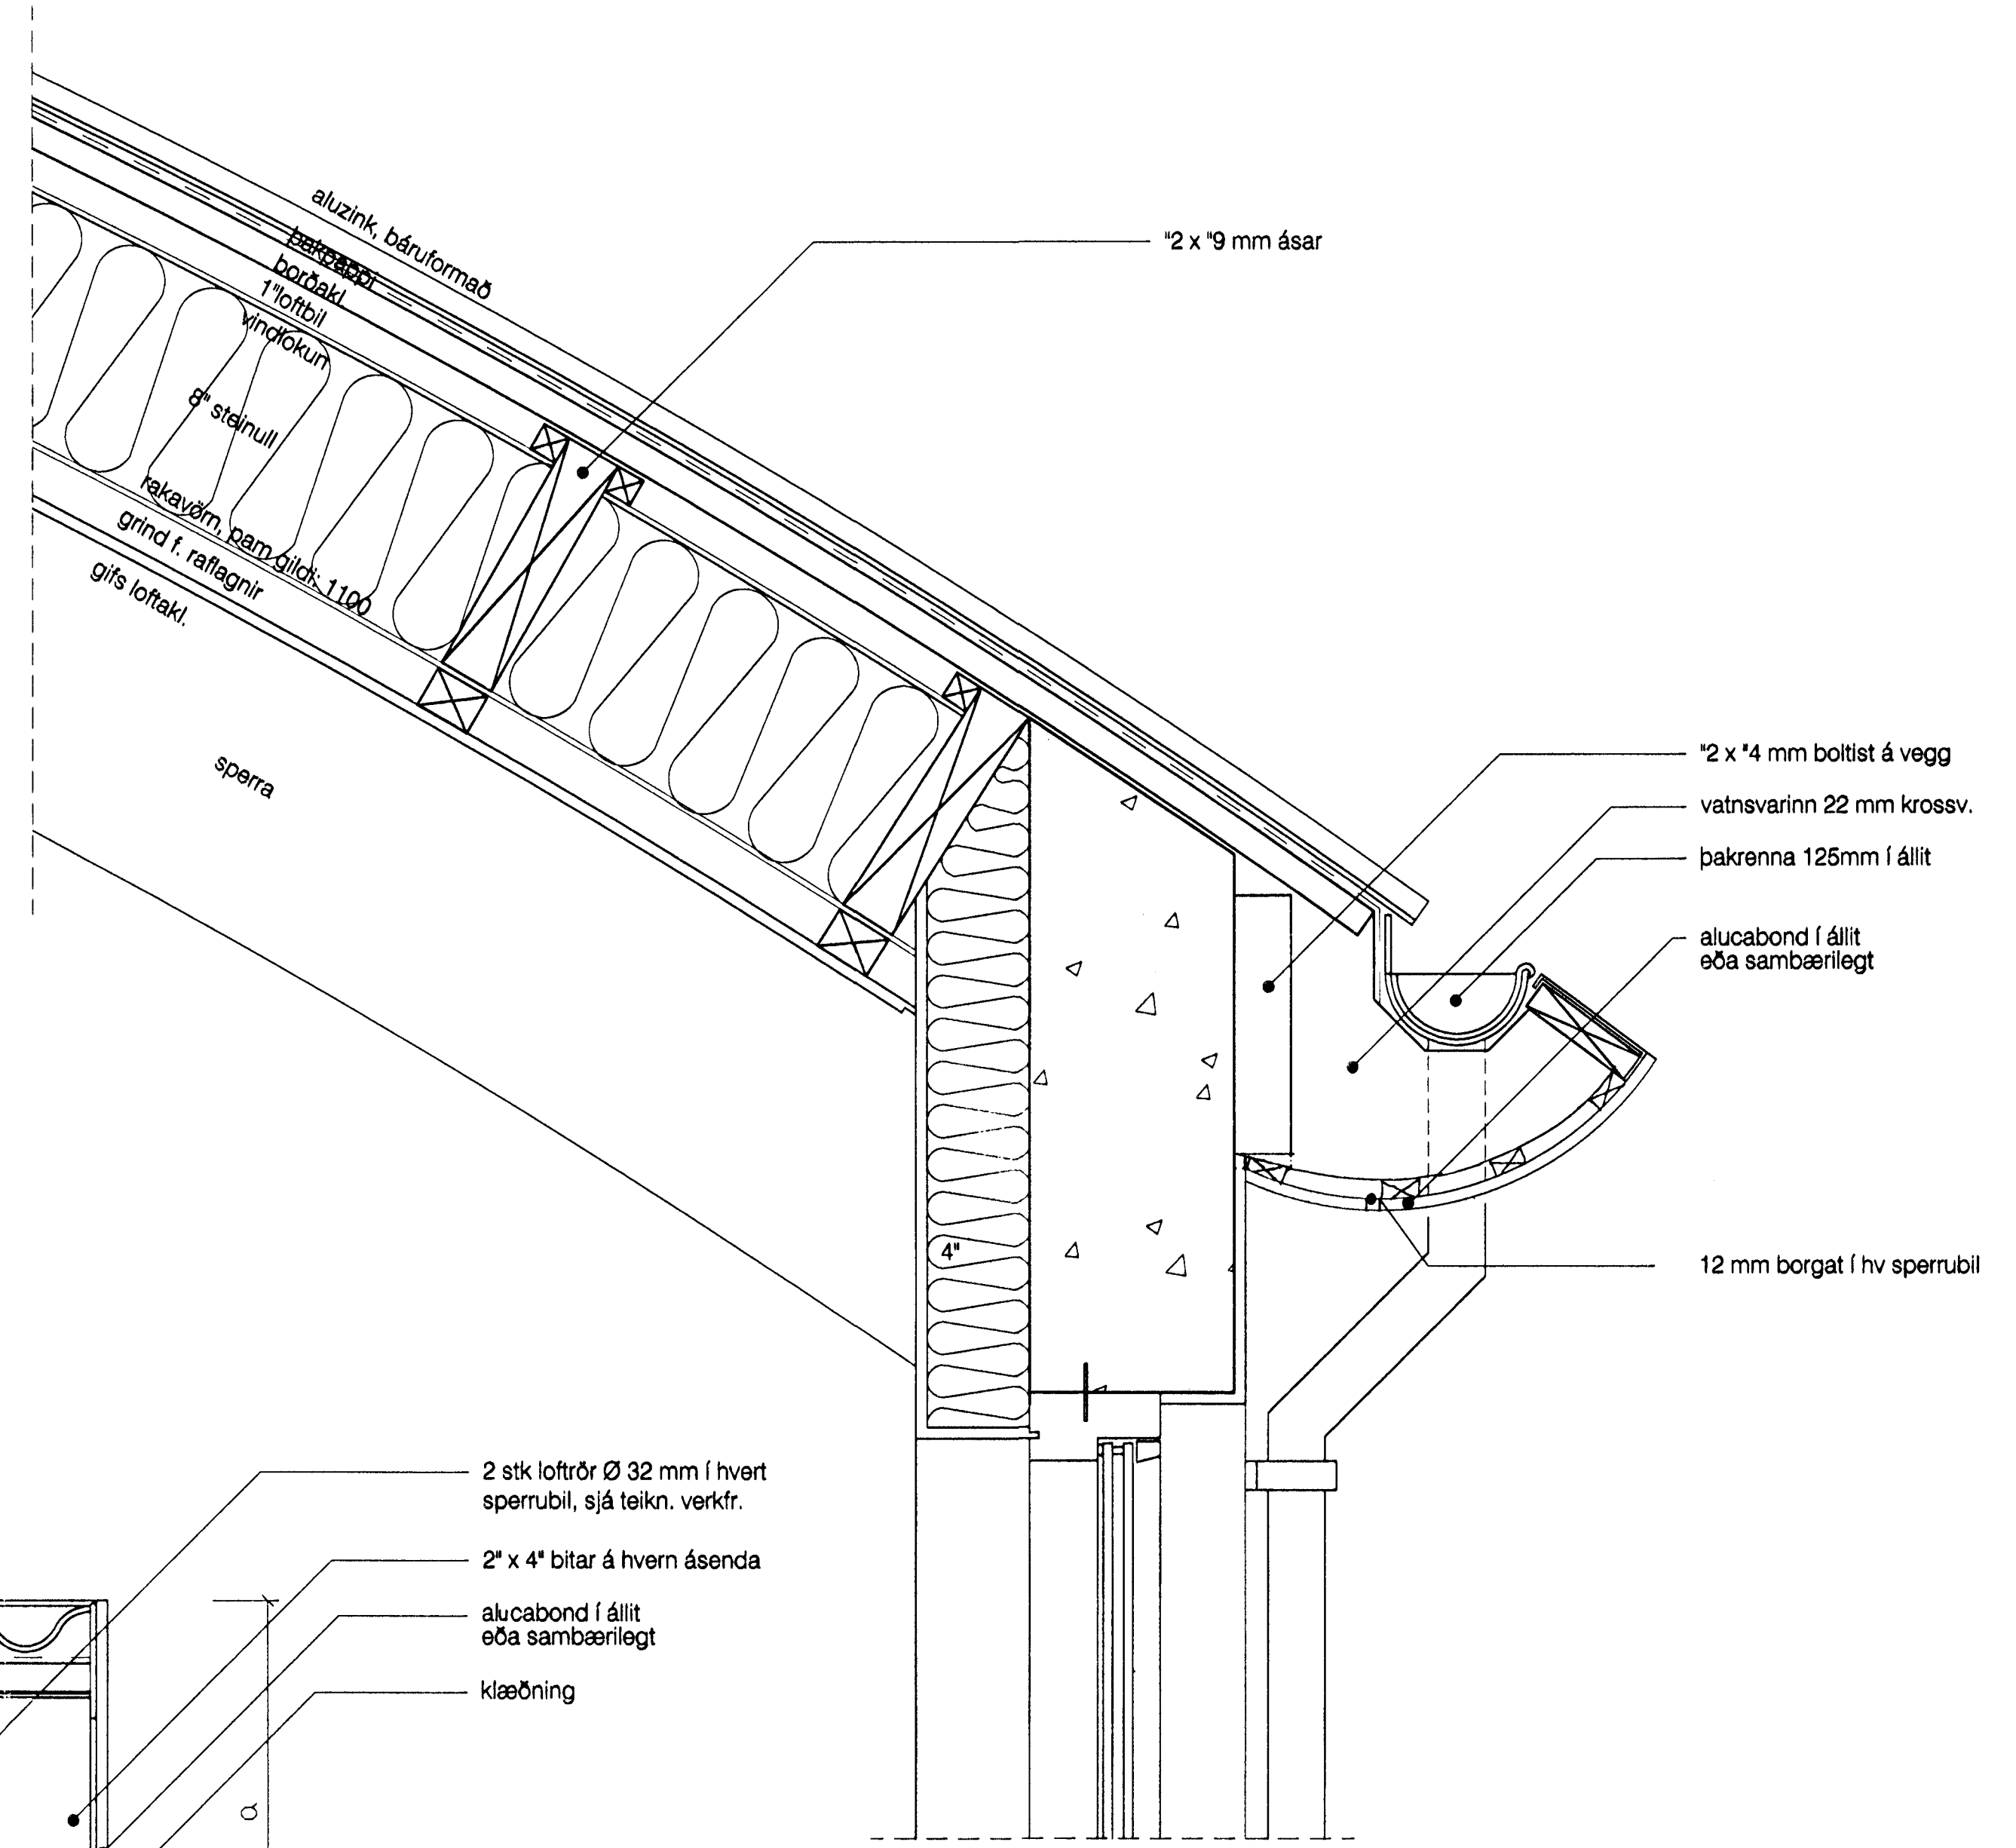 aluzink, báruformað
þakpappi
borðakl.
1"loftbil
vindlokun
8" steinull
rakavörn, pam gildi: 1100
grind f. raflagnir
gifs loftakl.
sperra
"2 x "9 mm ásar
"2 x "4 mm boltist á vegg
vatnsvarinn 22 mm krossv.
þakrenna 125mm í állit
alucabond í állit
eða sambærilegt
12 mm borgat í hv sperrubil
4"
2 stk loftrör Ø 32 mm í hvert
sperrubil, sjá teikn. verkfr.
2" x 4" bitar á hvern ásenda
alucabond í állit
eða sambærilegt
klæðning